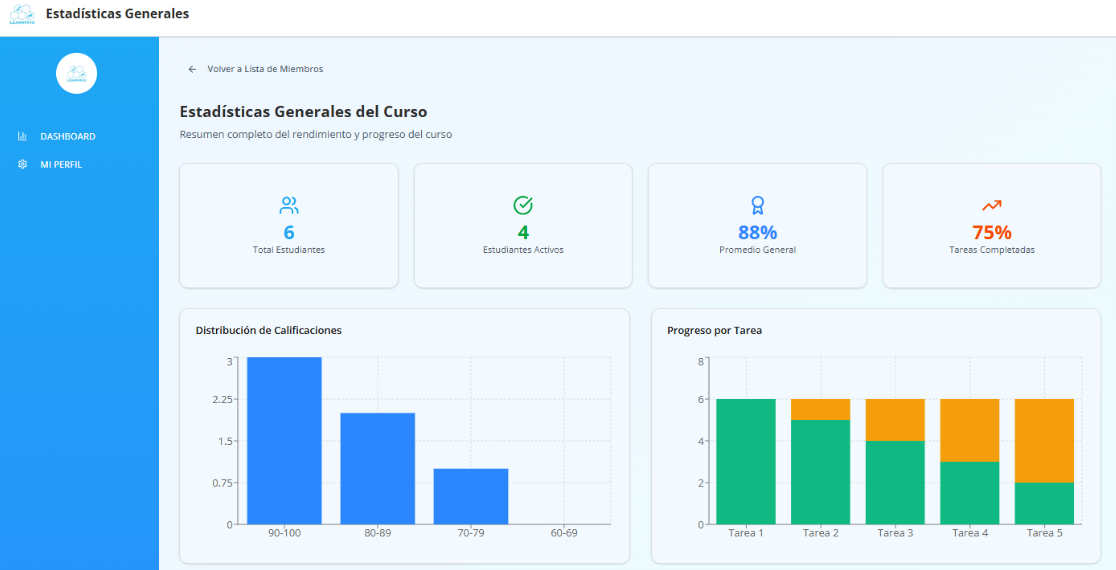 Estadísticas Generales
DASHBOARD
MI PERFIL
Volver a Lista de Miembros
Estadísticas Generales del Curso
Resumen completo del rendimiento y progreso del curso
6
Total Estudiantes
4
Estudiantes Activos
88%
Promedio General
75%
Tareas Completadas
Distribución de Calificaciones
3
2.25
1.5
0.75
0
90-100 80-89 70-79 60-69
Progreso por Tarea
8
6
4
2
0
Tarea 1 Tarea 2 Tarea 3 Tarea 4 Tarea 5